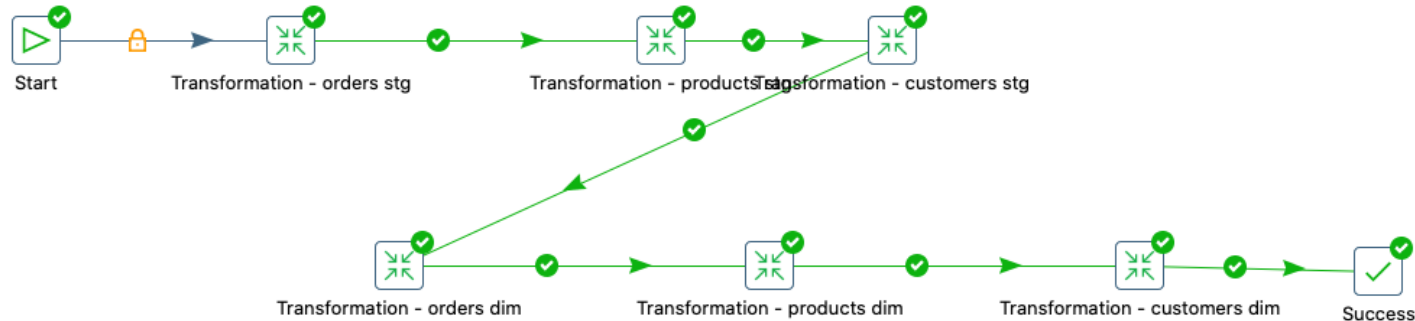 Start
Transformation - orders stg
Transformation - products stg
Transformation - customers stg
Transformation - orders dim
Transformation - products dim
Transformation - customers dim
Success